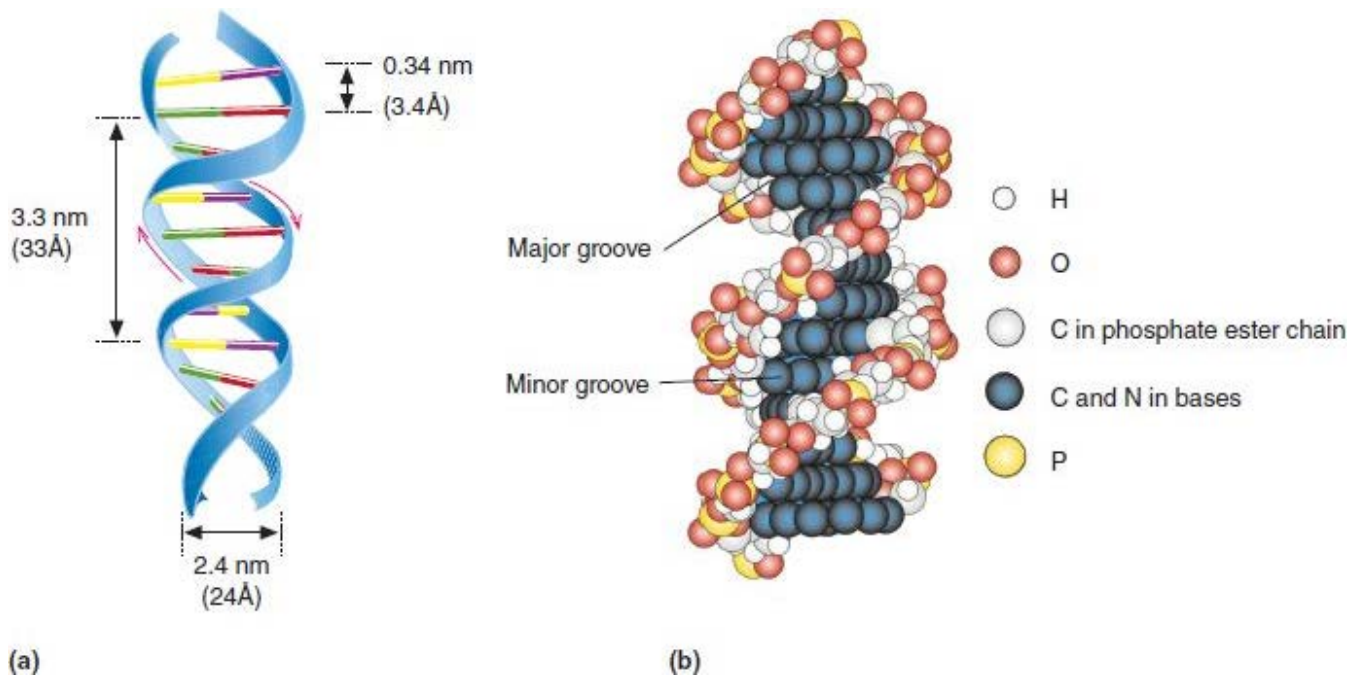 0.34 nm
(3.4Å)
3.3 nm
(33Å)
2.4 nm
(24Å)
(a)
Major groove
Minor groove
H
O
C in phosphate ester chain
C and N in bases
P
(b)